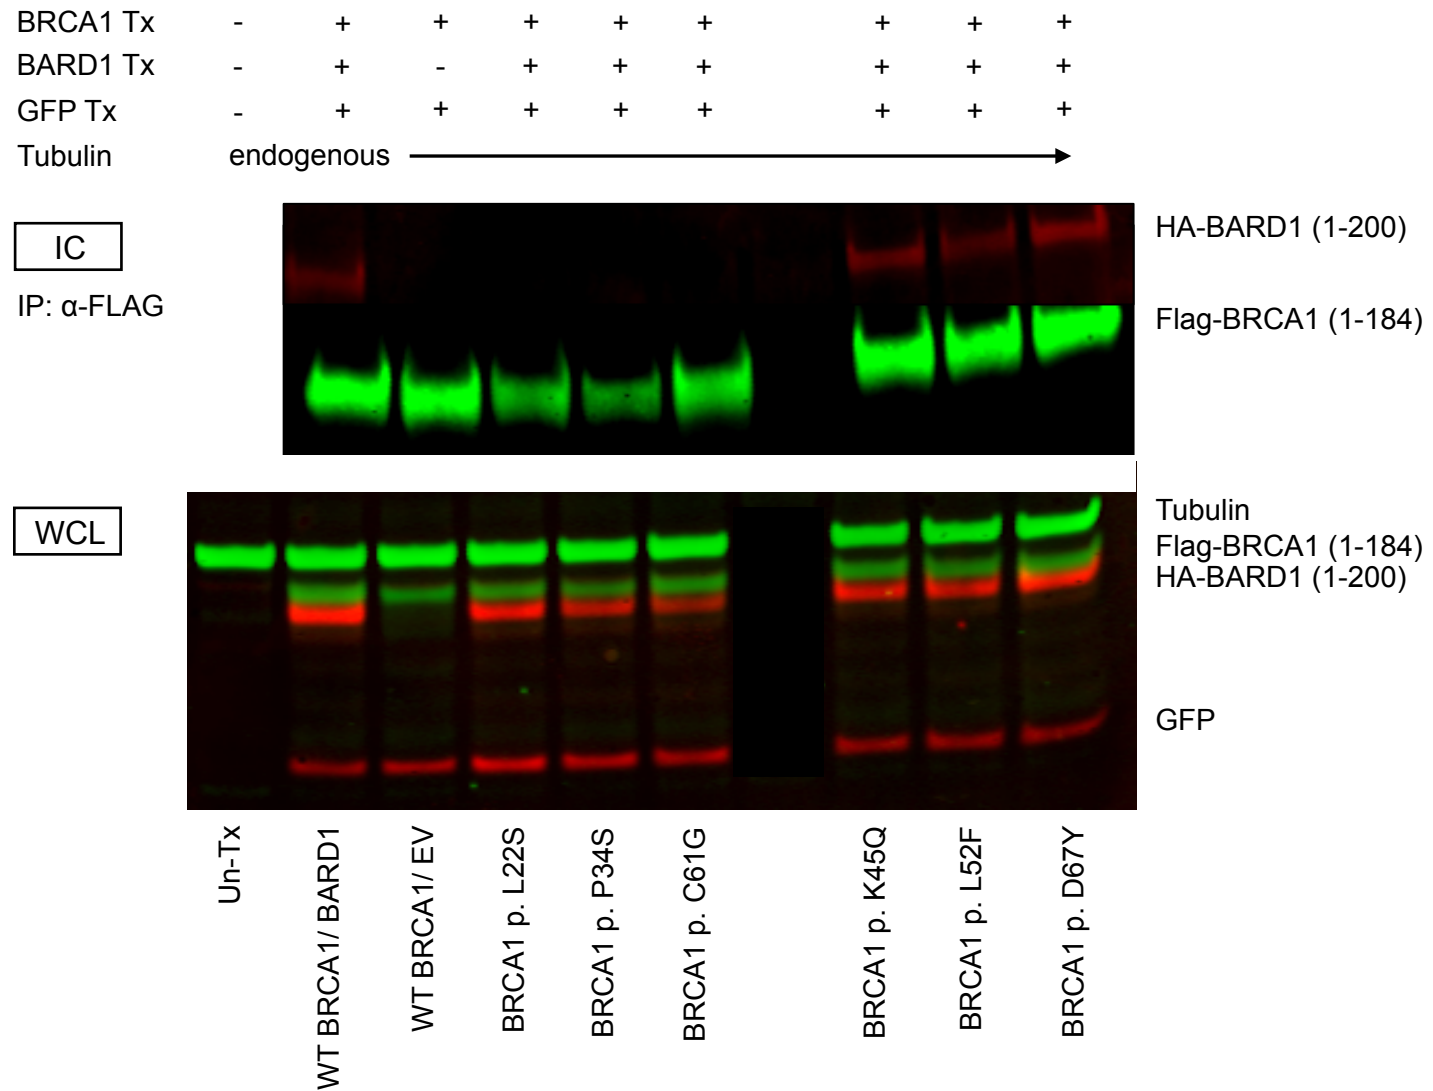 BRCA1 Tx - + + + + + + + +
BARD1 Tx - + - + + + + + +
GFP Tx - + + + + + + + +
Tubulin endogenous
IC
IP: α-FLAG
HA-BARD1 (1-200)
Flag-BRCA1 (1-184)
WCL
Tubulin
Flag-BRCA1 (1-184)
HA-BARD1 (1-200)
GFP
Un-Tx
WT BRCA1/ BARD1
WT BRCA1/ EV
BRCA1 p. L22S
BRCA1 p. P34S
BRCA1 p. C61G
BRCA1 p. K45Q
BRCA1 p. L52F
BRCA1 p. D67Y